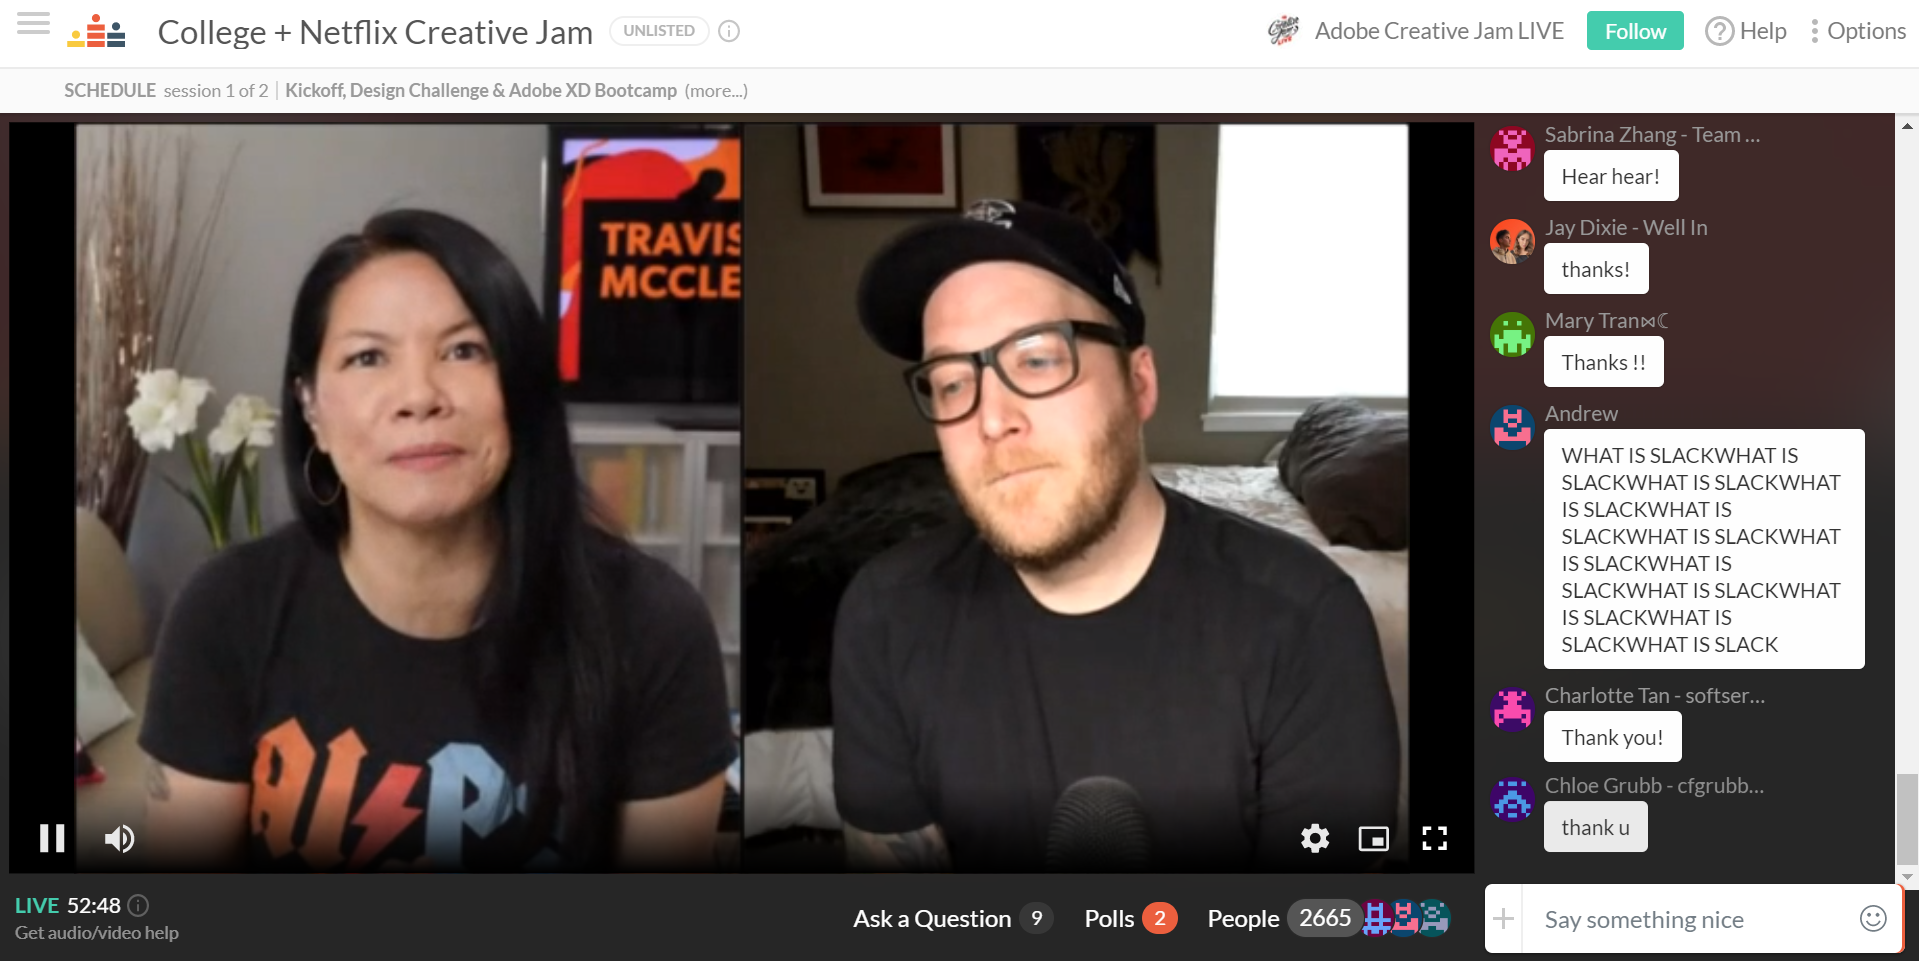 College + Netflix Creative Jam
UNLISTED
Adobe Creative Jam LIVE
Follow
Help
Options
SCHEDULE session 1 of 2 | Kickoff, Design Challenge & Adobe XD Bootcamp (more...)
TRAVIS
MCCLE
Sabrina Zhang - Team ...
Hear hear!
Jay Dixie - Well In
thanks!
Mary Tran⋈☾
Thanks !!
Andrew
WHAT IS SLACKWHAT IS
SLACKWHAT IS SLACKWHAT
IS SLACKWHAT IS
SLACKWHAT IS SLACKWHAT
IS SLACKWHAT IS
SLACKWHAT IS SLACKWHAT
IS SLACKWHAT IS
SLACKWHAT IS SLACK
Charlotte Tan - softser...
Thank you!
Chloe Grubb - cfgrubb...
thank u
LIVE 52:48
Get audio/video help
Ask a Question 9
Polls 2
People 2665
Say something nice